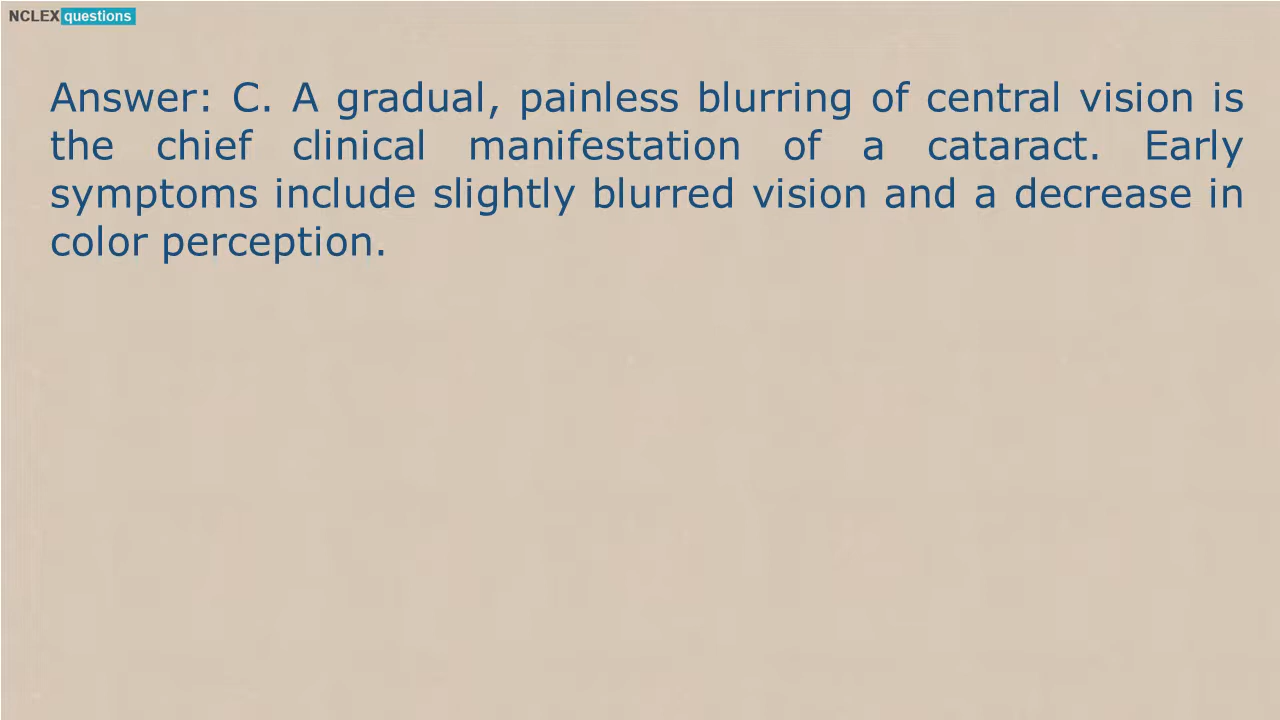 NCLEX questions
Answer: C. A gradual, painless blurring of central vision is
the chief clinical manifestation of a cataract. Early
symptoms include slightly blurred vision and a decrease in
color perception.